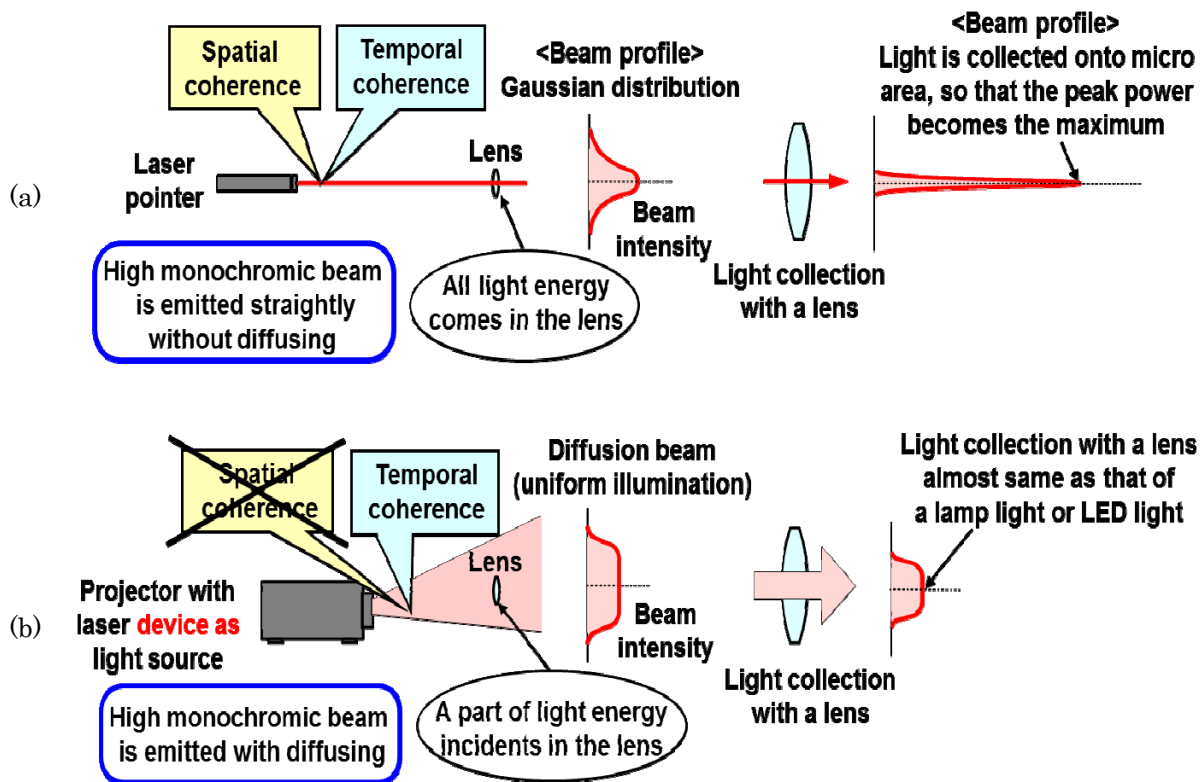 (a)
Spatial
coherence
Temporal
coherence
<Beam profile>
Gaussian distribution
<Beam profile>
Light is collected onto micro
area, so that the peak power
becomes the maximum
Laser
pointer
Lens
Beam
intensity
Light collection
with a lens
High monochromic beam
is emitted straightly
without diffusing
All light energy
comes in the lens
(b)
Spatial
coherence
Temporal
coherence
Diffusion beam
(uniform illumination)
Light collection with a lens
almost same as that of
a lamp light or LED light
Projector with
laser device as
light source
Lens
Beam
intensity
Light collection
with a lens
High monochromic beam
is emitted with diffusing
A part of light energy
incidents in the lens